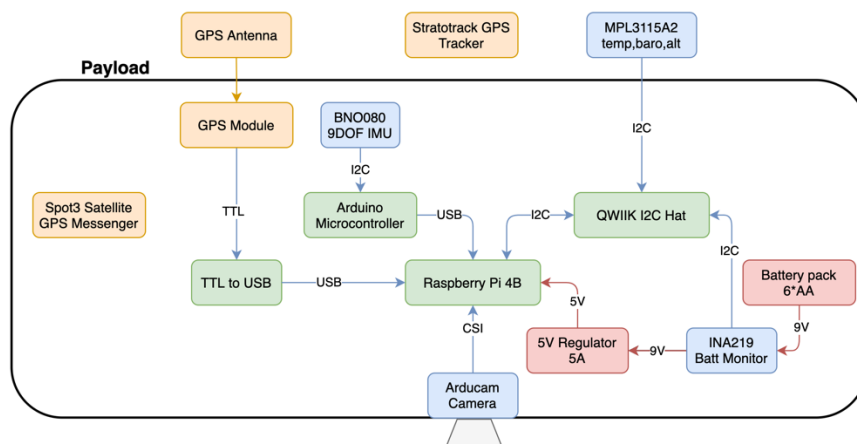 GPS Antenna
Stratotrack GPS
Tracker
MPL3115A2
temp,baro,alt
Payload
GPS Module
BNO080
9DOF IMU
I2C
I2C
Spot3 Satellite
GPS Messenger
TTL
Arduino
Microcontroller
USB
I2C
QWIIK I2C Hat
I2C
TTL to USB
USB
Raspberry Pi 4B
Battery pack
6*AA
5V
9V
CSI
5V Regulator
5A
9V
INA219
Batt Monitor
Arducam
Camera